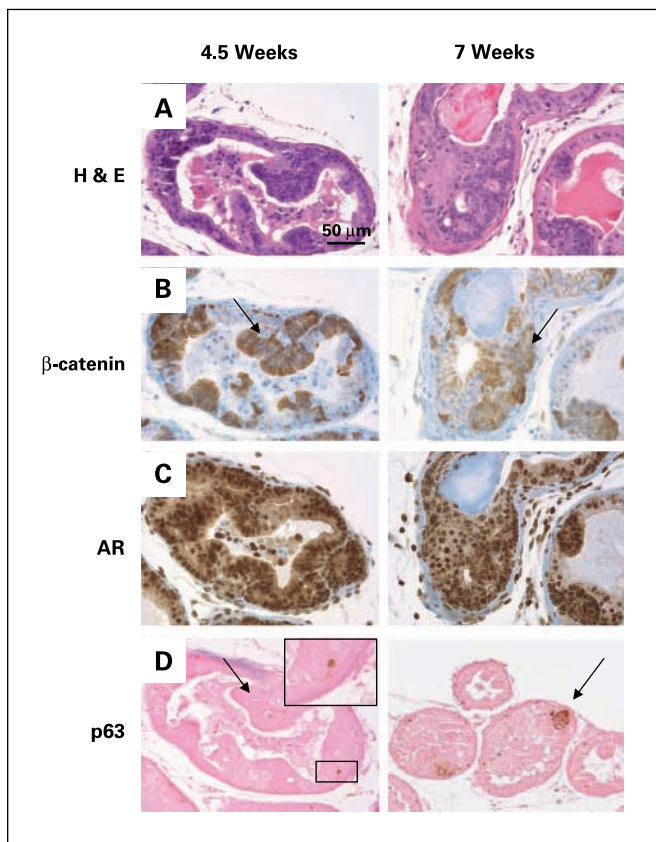 4.5 Weeks 7 Weeks
A
H & E
50 μm
B
β-catenin
C
AR
D
p63